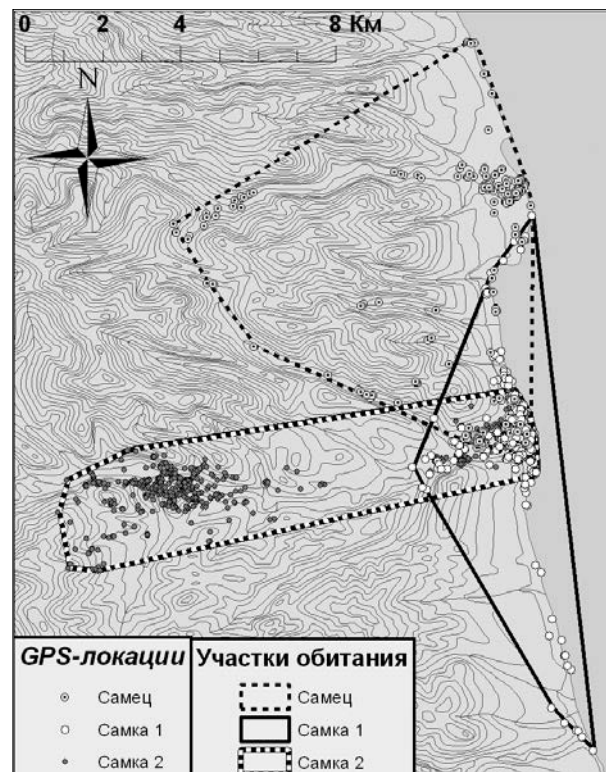 0 2 4 8 Км
N
GPS-локации
Самец
Самка 1
Самка 2
Участки обитания
Самец
Самка 1
Самка 2